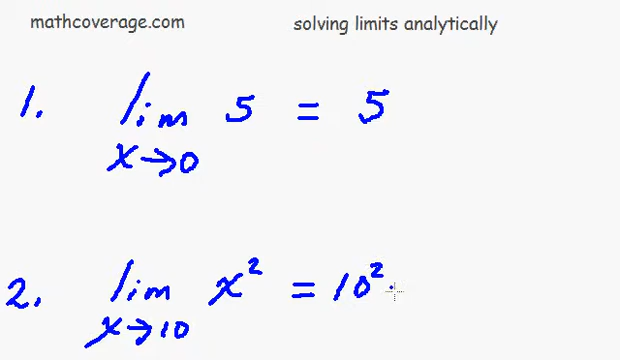 mathcoverage.com solving limits analytically
1. lim 5 = 5
x→0
2. lim x² = 10²
x→10